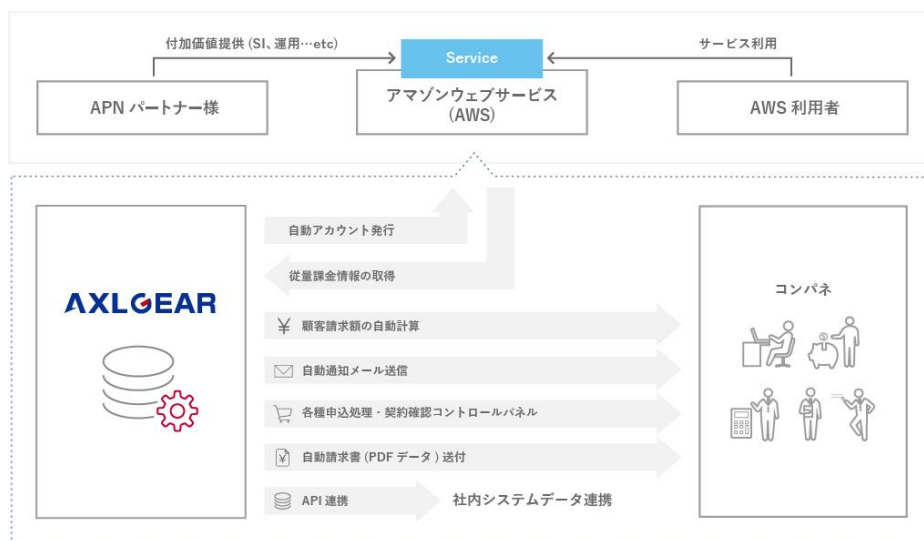 付加価値提供 (SI、運用…etc)
サービス利用
Service
APN パートナー様
アマゾンウェブサービス
(AWS)
AWS 利用者
自動アカウント発行
従量課金情報の取得
AXLGEAR
コンパネ
¥ 顧客請求額の自動計算
自動通知メール送信
各種申込処理・契約確認コントロールパネル
¥ 自動請求書 (PDF データ ) 送付
API 連携
社内システムデータ連携